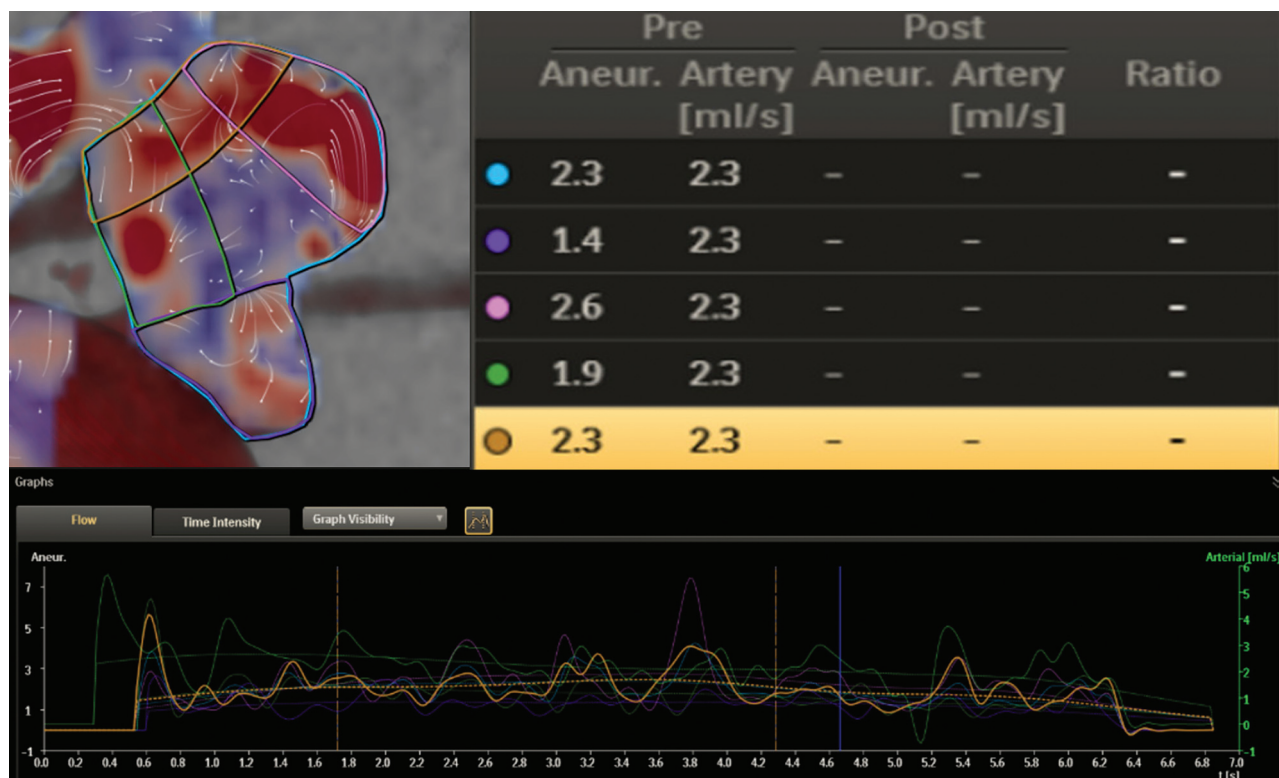 Pre Post
Aneur. Artery Aneur. Artery Ratio
[ml/s] [ml/s]
2.3 2.3 - - -
1.4 2.3 - - -
2.6 2.3 - - -
1.9 2.3 - - -
2.3 2.3 - - -
Graphs
Flow Time Intensity Graph Visibility
Aneur. Arterial [ml/s]
7
5
3
1
-1
6
5
4
3
2
1
0
-1
0.0 0.2 0.4 0.6 0.8 1.0 1.2 1.4 1.6 1.8 2.0 2.2 2.4 2.6 2.8 3.0 3.2 3.4 3.6 3.8 4.0 4.2 4.4 4.6 4.8 5.0 5.2 5.4 5.6 5.8 6.0 6.2 6.4 6.6 6.8 7.0
t [s]